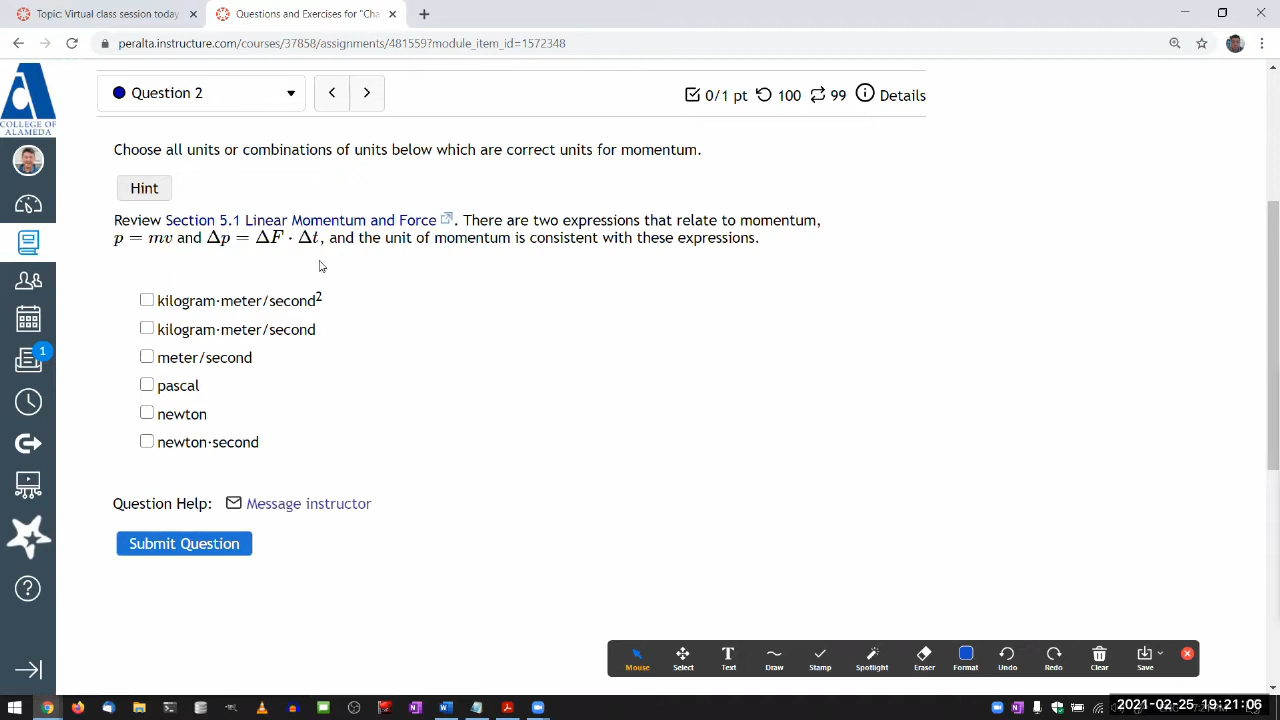 Topic: Virtual class session today
Questions and Exercises for "Cha
peralta.instructure.com/courses/37858/assignments/481559?module_item_id=1572348
COLLEGE OF
ALAMEDA
Question 2
0/1 pt 100 99 Details
Choose all units or combinations of units below which are correct units for momentum.
Hint
Review Section 5.1 Linear Momentum and Force . There are two expressions that relate to momentum,
p = mv and Δp = ΔF · Δt, and the unit of momentum is consistent with these expressions.
kilogram·meter/second²
kilogram·meter/second
meter/second
1
pascal
newton
newton·second
Question Help: Message instructor
Submit Question
Mouse Select Text Draw Stamp Spotlight Eraser Format Undo Redo Clear Save
2021-02-25 19:21:06